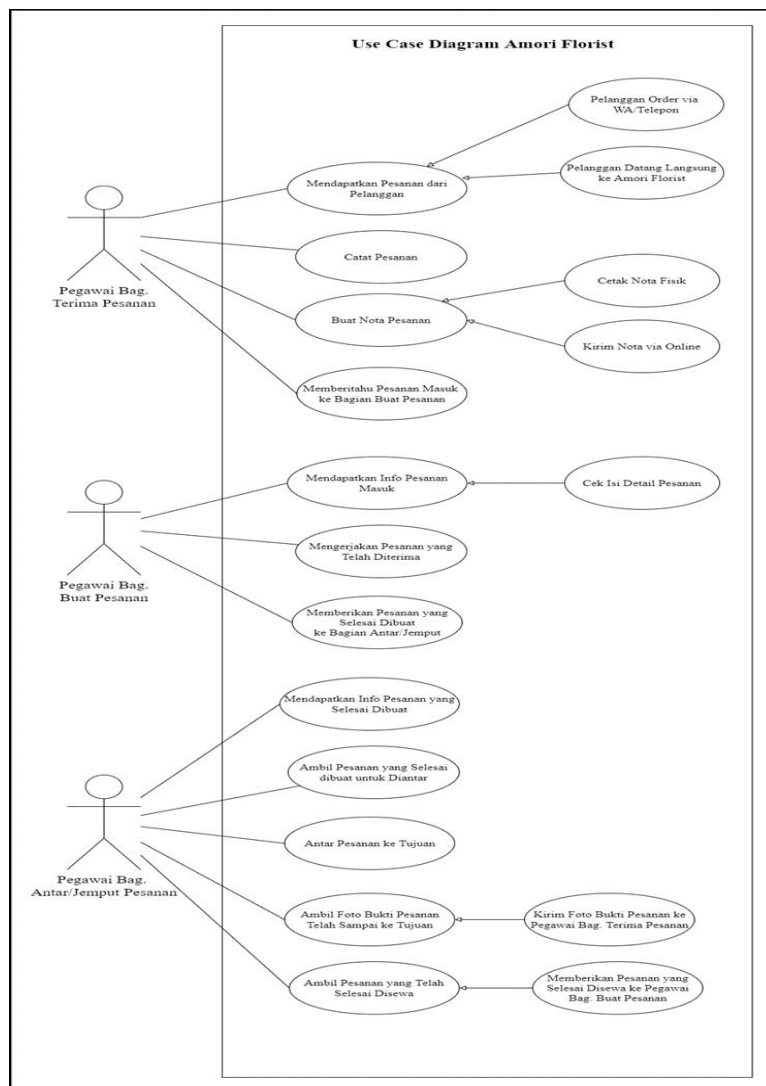 Use Case Diagram Amori Florist
Pelanggan Order via
WA/Telepon
Mendapatkan Pesanan dari
Pelanggan
Pelanggan Datang Langsung
ke Amori Florist
Catat Pesanan
Pegawai Bag.
Terima Pesanan
Cetak Nota Fisik
Buat Nota Pesanan
Kirim Nota via Online
Memberitahu Pesanan Masuk
ke Bagian Buat Pesanan
Mendapatkan Info Pesanan
Masuk
Cek Isi Detail Pesanan
Mengerjakan Pesanan yang
Telah Diterima
Pegawai Bag.
Buat Pesanan
Memberikan Pesanan yang
Selesai Dibuat
ke Bagian Antar/Jemput
Mendapatkan Info Pesanan yang
Selesai Dibuat
Ambil Pesanan yang Selesai
dibuat untuk Diantar
Antar Pesanan ke Tujuan
Pegawai Bag.
Antar/Jemput Pesanan
Ambil Foto Bukti Pesanan
Telah Sampai ke Tujuan
Kirim Foto Bukti Pesanan ke
Pegawai Bag. Terima Pesanan
Ambil Pesanan yang Telah
Selesai Disewa
Memberikan Pesanan yang
Selesai Disewa ke Pegawai
Bag. Buat Pesanan